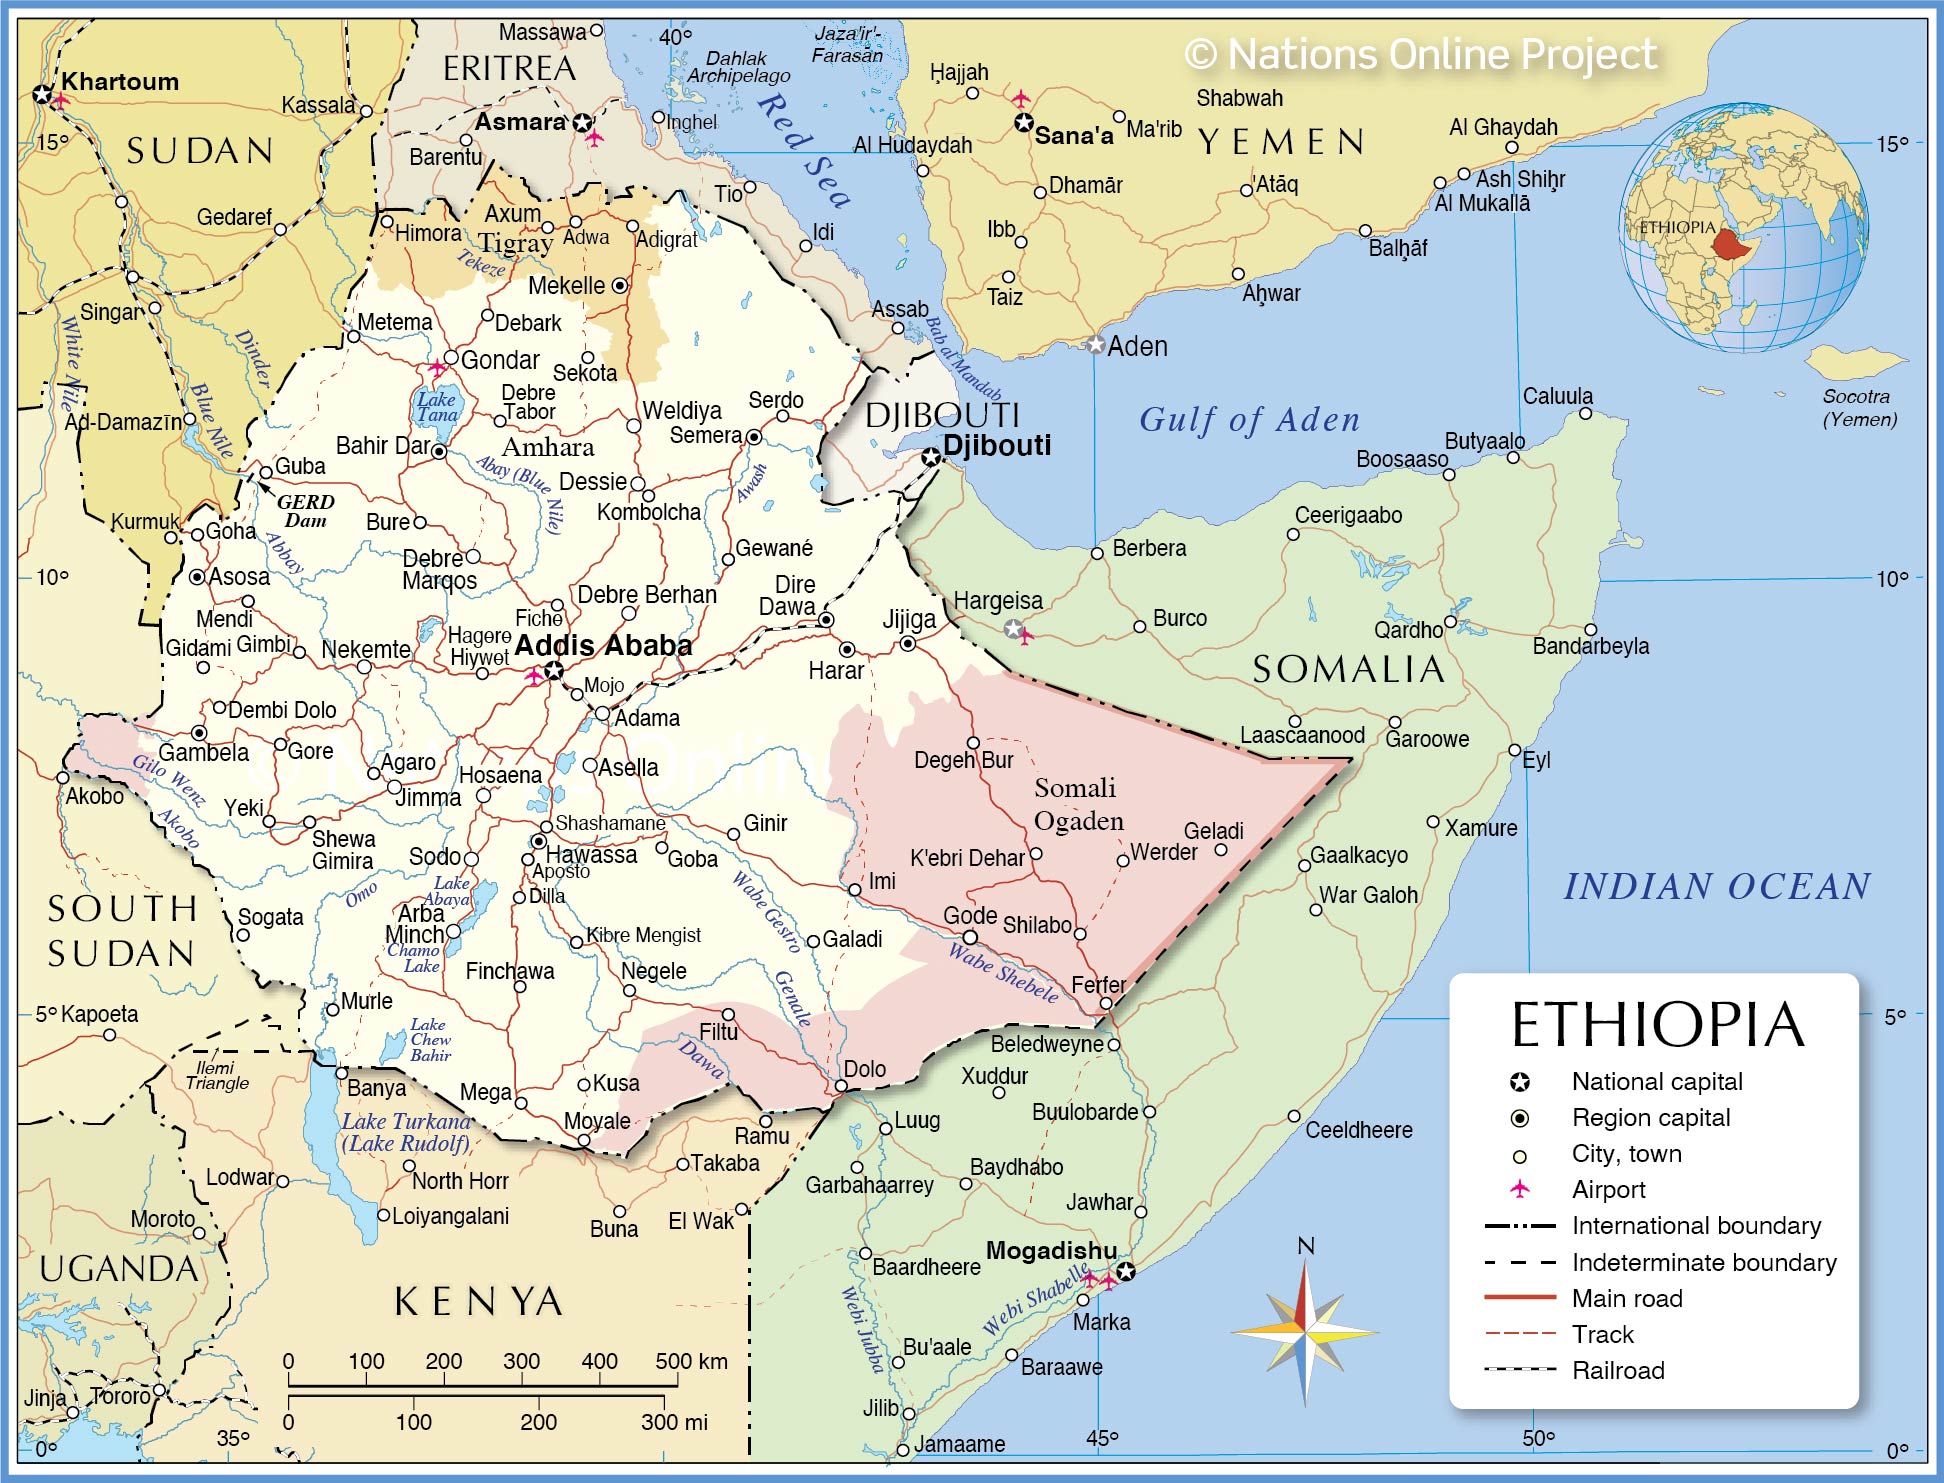 © Nations Online Project
Massawa
40°
Dahlak
Archipelago
Jaza'ir'-
Farasan
ERITREA
Khartoum
Kassala
Asmara
Inghel
Red Sea
Barentu
SUDAN
15°
Gedaref
Tio
Idi
Assab
Bab al Mandab
Ḩajjah
Sana'a
Ma'rib
Shabwah
YEMEN
Al Hudaydah
Dhamār
'Atāq
Al Ghaydah
Ash Shiḩr
Al Mukallā
Ibb
Balḩāf
Taiz
Aḩwar
Aden
15°
ETHIOPIA
Socotra
(Yemen)
Himora
Axum
Tigray
Adwa
Adigrat
Tekeze
Mekelle
Singar
White Nile
Dinder
Blue Nile
Ad-Damazīn
Metema
Debark
Gondar
Sekota
Lake
Tana
Debre
Tabor
Weldiya
Serdo
Semera
Bahir Dar
Amhara
Abay (Blue Nile)
Dessie
Awash
Kombolcha
DJIBOUTI
Djibouti
Gulf of Aden
Caluula
Butyaalo
Boosaaso
Guba
GERD
Dam
Kurmuk
Goha
Bure
Abbay
Debre
Marqos
Gewané
Ceerigaabo
Berbera
10°
10°
Asosa
Mendi
Debre Berhan
Dire
Dawa
Fiche
Jijiga
Hargeisa
Burco
Qardho
Bandarbeyla
Gidami
Gimbi
Nekemte
Hagere
Hiywet
Addis Ababa
Harar
SOMALIA
Mojo
Adama
Dembi Dolo
Gambela
Gore
Laascaanood
Garoowe
Eyl
© Nations Online
Degeh Bur
Gilo Wenz
Agaro
Jimma
Hosaena
Asella
Akobo
Akobo
Yeki
Shewa
Gimira
Shashamane
Ginir
Somali
Ogaden
Geladi
Xamure
Sodo
Hawassa
Aposto
Goba
K'ebri Dehar
Werder
Gaalkacyo
Omo
Lake
Abaya
Dilla
Wabe Gestro
Imi
War Galoh
INDIAN OCEAN
SOUTH
SUDAN
Sogata
Arba
Minch
Chamo
Lake
Kibre Mengist
Galadi
Gode
Shilabo
Finchawa
Negele
Genale
Wabe Shebele
Ferfer
5°
Kapoeta
Murle
Lake
Chew
Bahir
Filtu
Beledweyne
5°
Ilemi
Triangle
Dawa
Dolo
Xuddur
Banya
Mega
Kusa
Moyale
Buulobarde
Lake Turkana
(Lake Rudolf)
Ramu
Luug
Ceeldheere
Takaba
Garbahaarrey
Baydhabo
Lodwar
North Horr
Jawhar
Moroto
Loiyangalani
Buna
El Wak
UGANDA
Mogadishu
Baardheere
KENYA
Webi Jubba
Webi Shabelle
Marka
Bu'aale
Baraawe
Jinja
Tororo
Jilib
Jamaame
0°
35°
45°
50°
0°
0 100 200 300 400 500 km
0 100 200 300 mi
N
ETHIOPIA
National capital
Region capital
City, town
Airport
International boundary
Indeterminate boundary
Main road
Track
Railroad